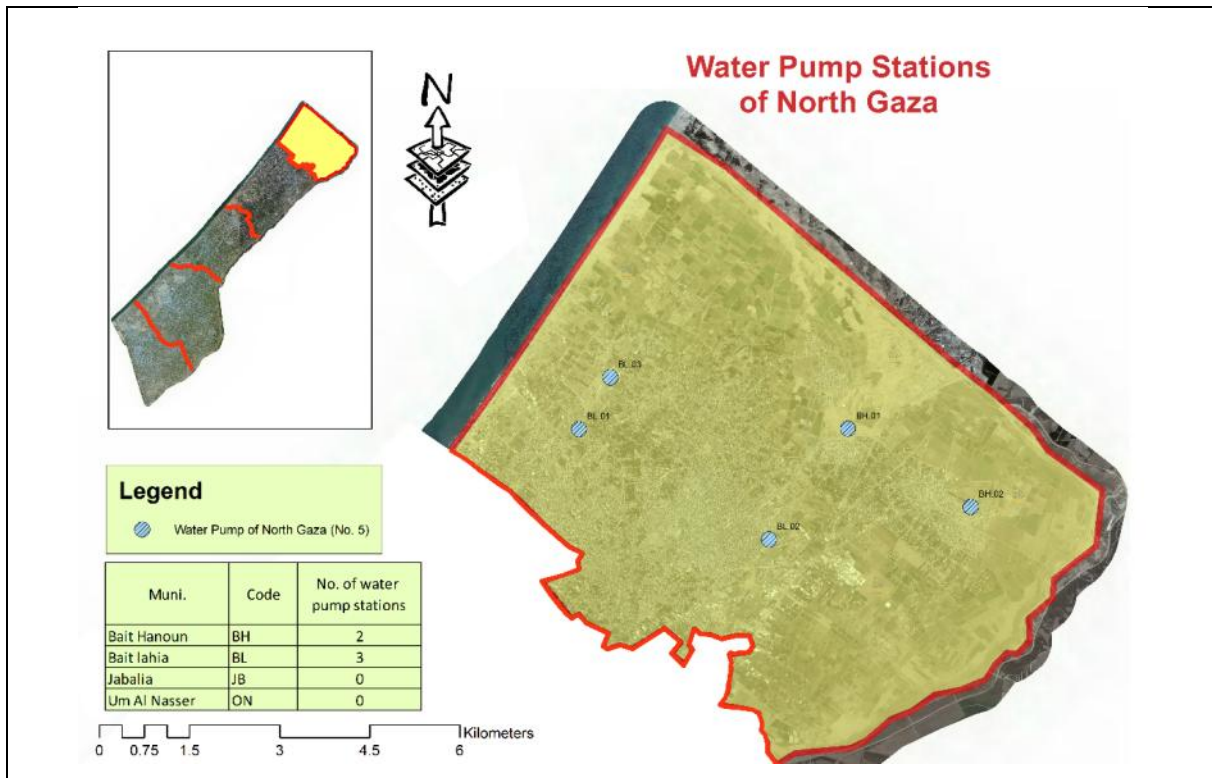 Water Pump Stations
of North Gaza
N
BL.03
BL.01
BH.01
BH.02
BL.02
Legend
Water Pump of North Gaza (No. 5)
Muni. Code No. of water pump stations
Bait Hanoun BH 2
Bait lahia BL 3
Jabalia JB 0
Um Al Nasser ON 0
Kilometers
0 0.75 1.5 3 4.5 6